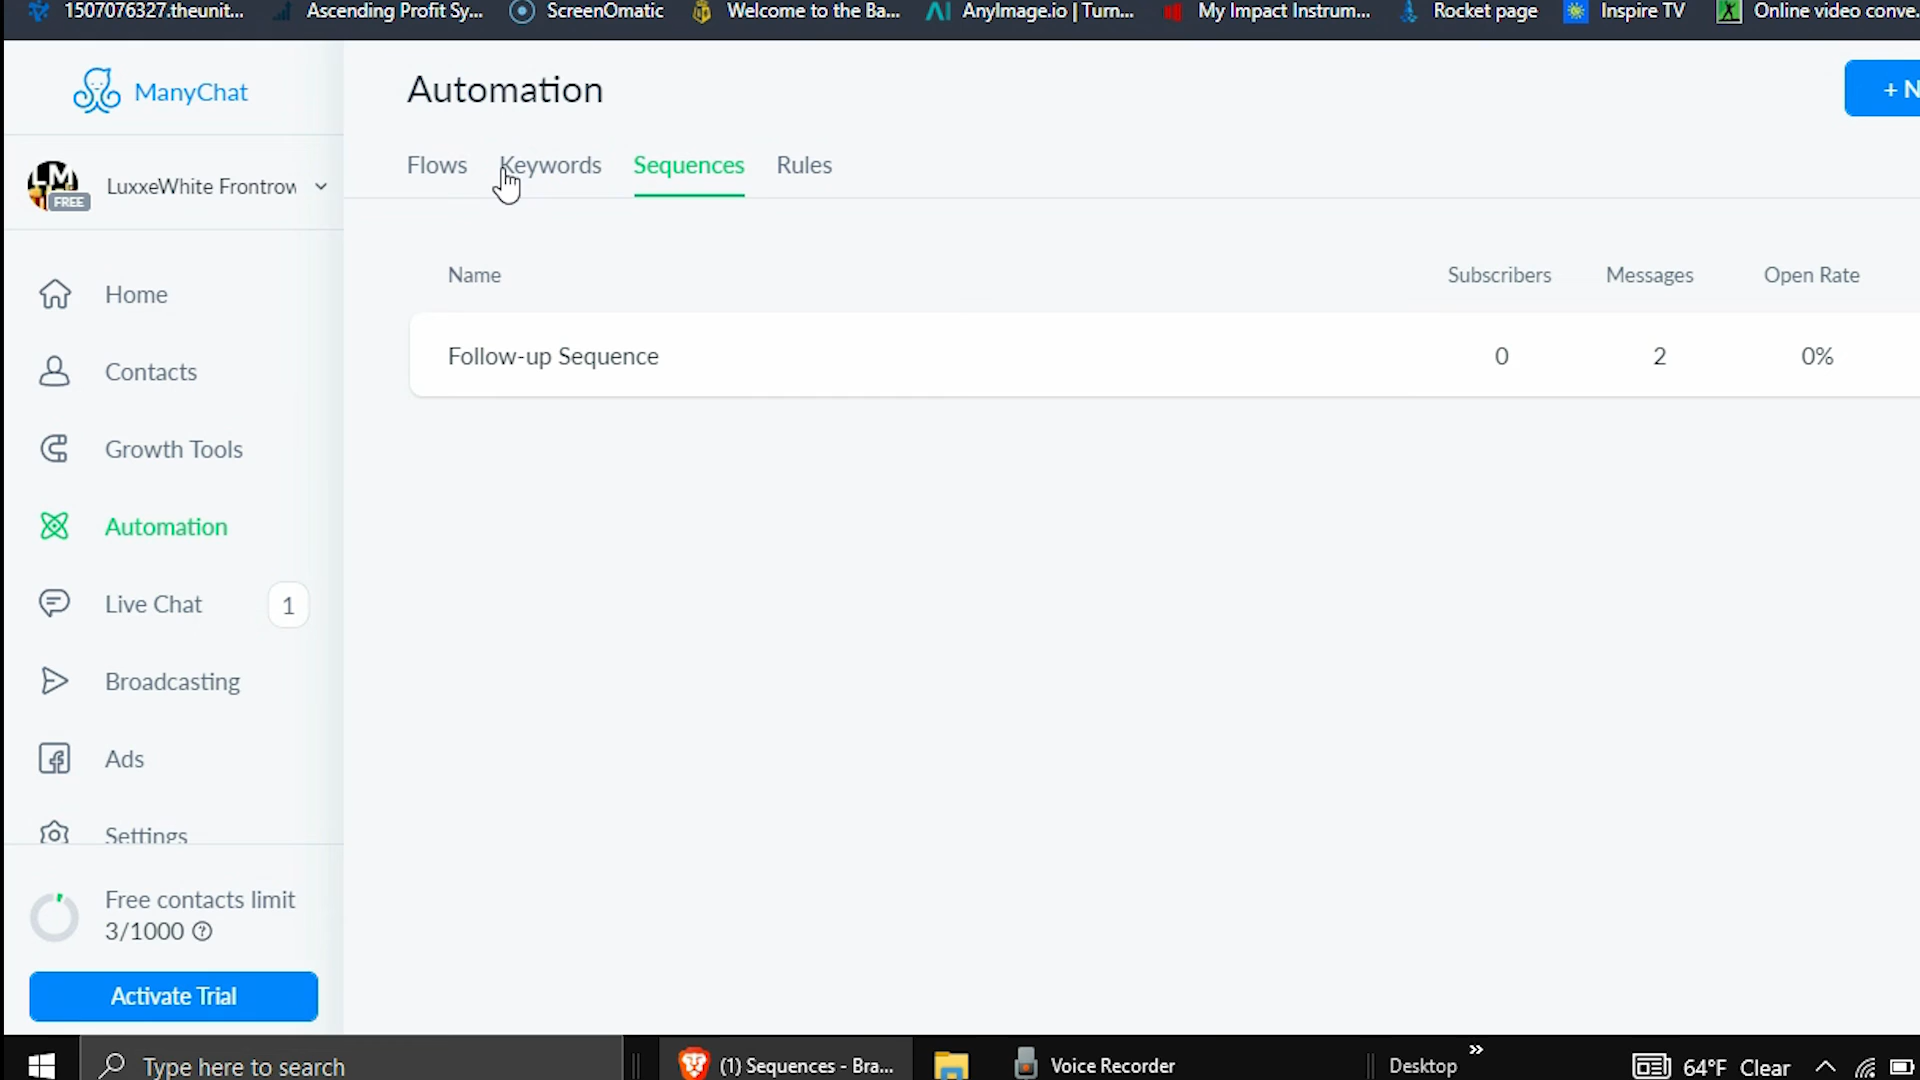 1507076327.theunit...
Ascending Profit Sy...
ScreenOmatic
Welcome to the Ba...
AnyImage.io | Turn...
My Impact Instrum...
Rocket page
Inspire TV
Online video conve...
ManyChat
Automation
+ N
Flows
Keywords
Sequences
Rules
LM
FREE
LuxxeWhite Frontrow
Name
Subscribers
Messages
Open Rate
Follow-up Sequence
0
2
0%
Home
Contacts
Growth Tools
Automation
Live Chat
1
Broadcasting
Ads
Settings
Free contacts limit
3/1000
Activate Trial
Type here to search
(1) Sequences - Bra...
Voice Recorder
Desktop
64°F Clear